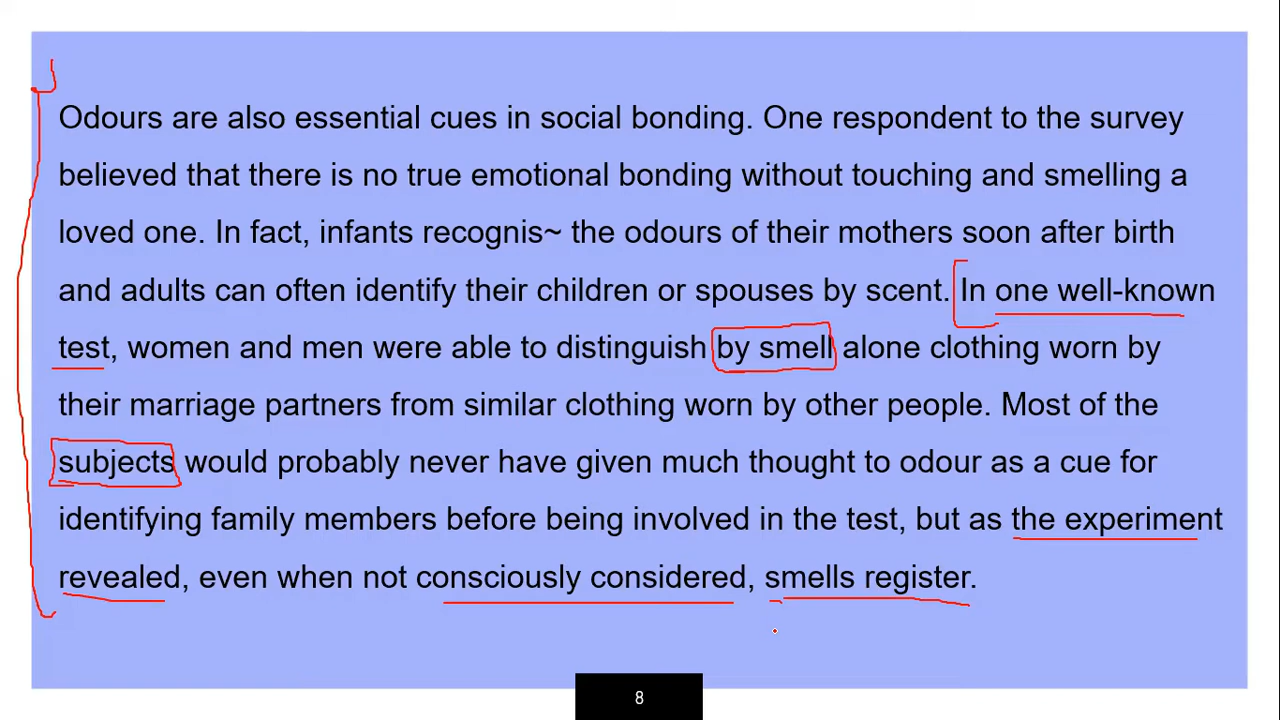 Odours are also essential cues in social bonding. One respondent to the survey
believed that there is no true emotional bonding without touching and smelling a
loved one. In fact, infants recognis~ the odours of their mothers soon after birth
and adults can often identify their children or spouses by scent. In one well-known
test, women and men were able to distinguish by smell alone clothing worn by
their marriage partners from similar clothing worn by other people. Most of the
subjects would probably never have given much thought to odour as a cue for
identifying family members before being involved in the test, but as the experiment
revealed, even when not consciously considered, smells register.
8